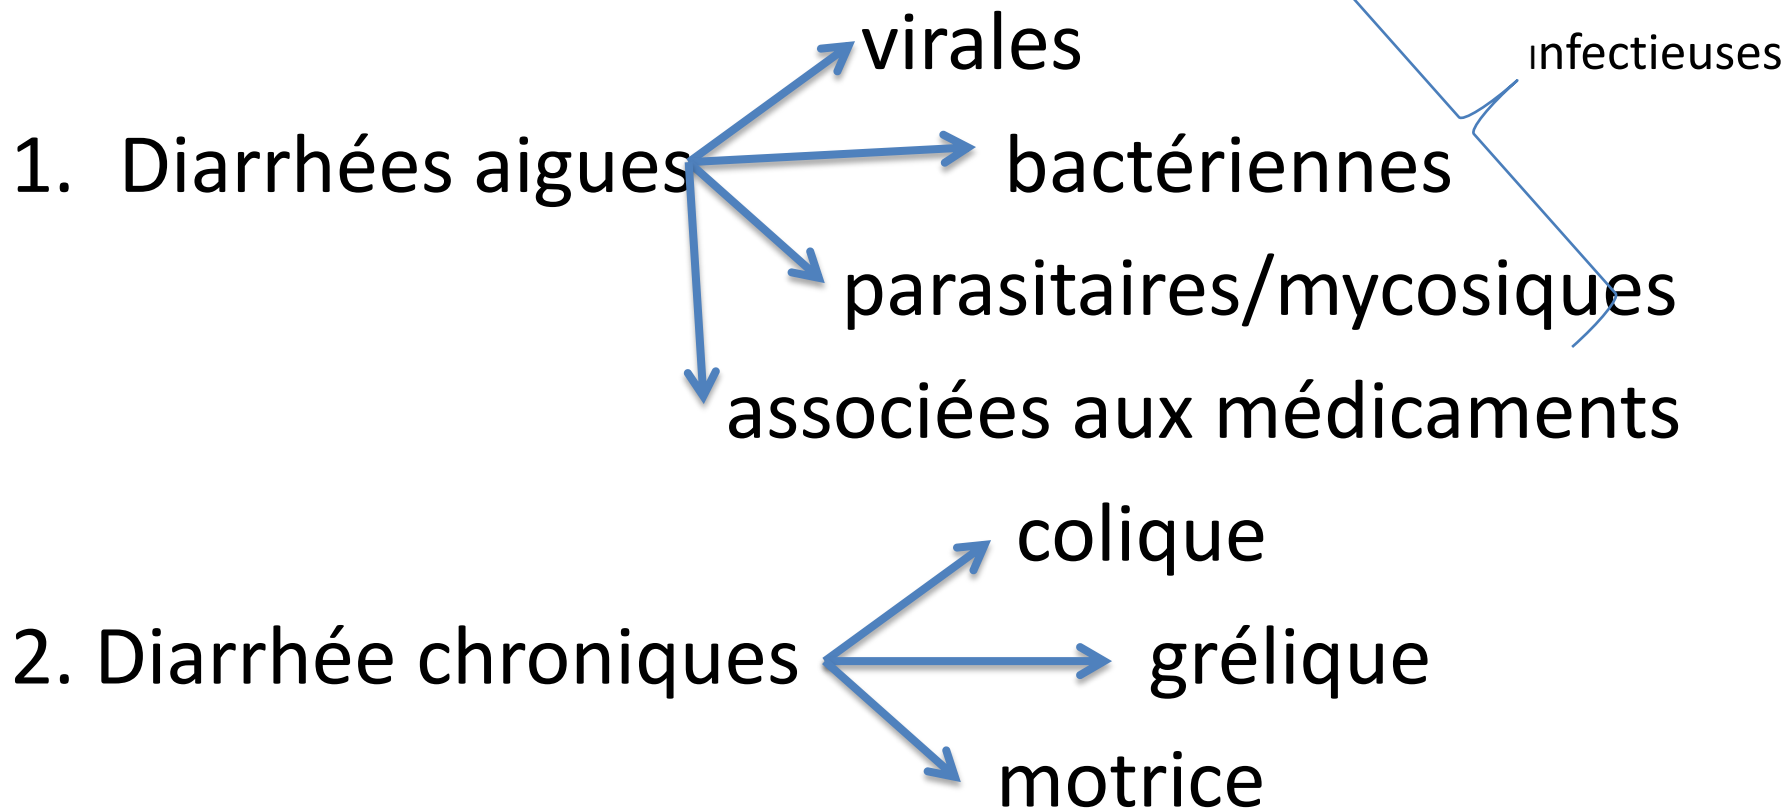 virales
infectieuses
1. Diarrhées aigues
bactériennes
parasitaires/mycosiques
associées aux médicaments
colique
2. Diarrhée chroniques
grélique
motrice